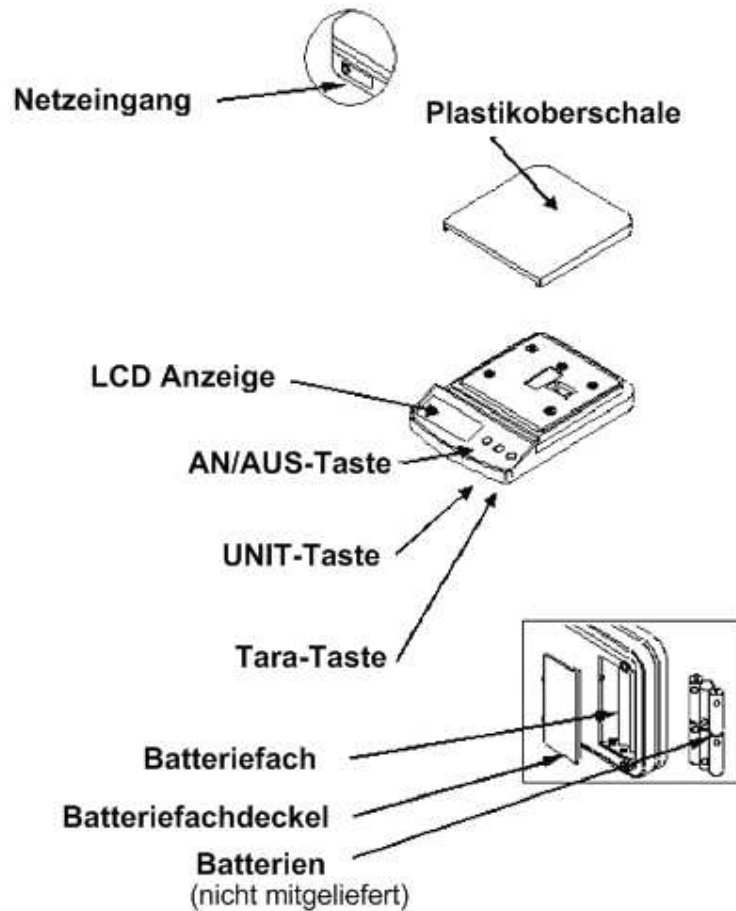 Netzeingang
Plastikoberschale
LCD Anzeige
AN/AUS-Taste
UNIT-Taste
Tara-Taste
Batteriefach
Batteriefachdeckel
Batterien
(nicht mitgeliefert)